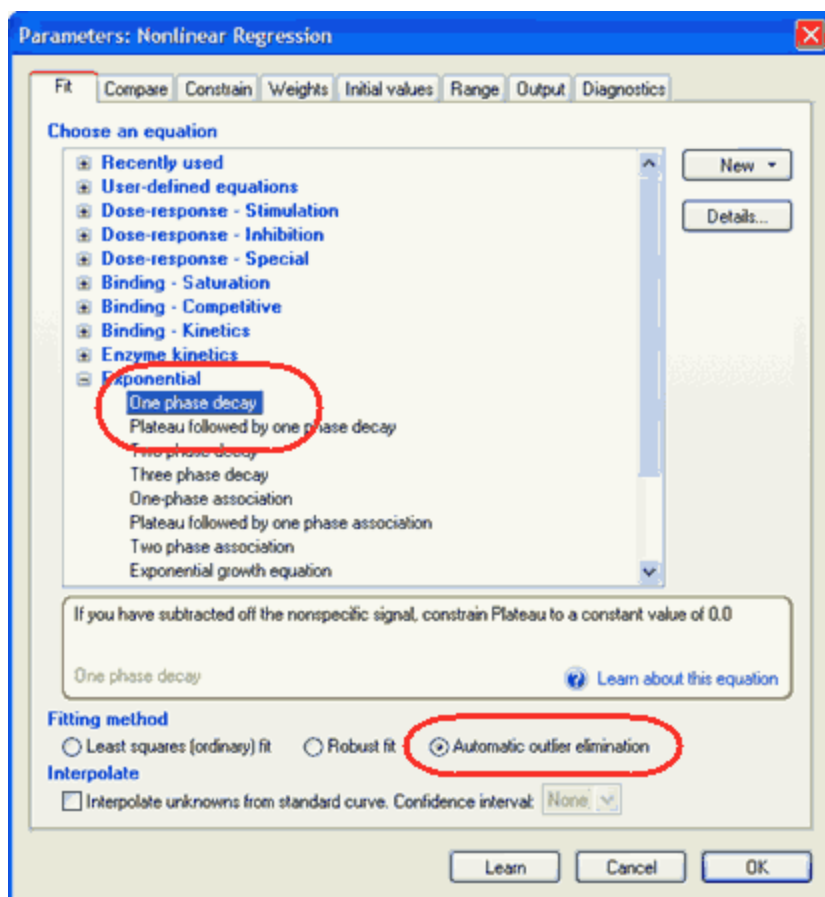 Parameters: Nonlinear Regression
Fit Compare Constrain Weights Initial values Range Output Diagnostics
Choose an equation
Recently used
User-defined equations
Dose-response - Stimulation
Dose-response - Inhibition
Dose-response - Special
Binding - Saturation
Binding - Competitive
Binding - Kinetics
Enzyme kinetics
Exponential
One phase decay
Plateau followed by one phase decay
Two phase decay
Three phase decay
One-phase association
Plateau followed by one phase association
Two phase association
Exponential growth equation
New
Details...
If you have subtracted off the nonspecific signal, constrain Plateau to a constant value of 0.0
One phase decay
Learn about this equation
Fitting method
Least squares (ordinary) fit Robust fit Automatic outlier elimination
Interpolate
Interpolate unknowns from standard curve. Confidence interval: None
Learn Cancel OK